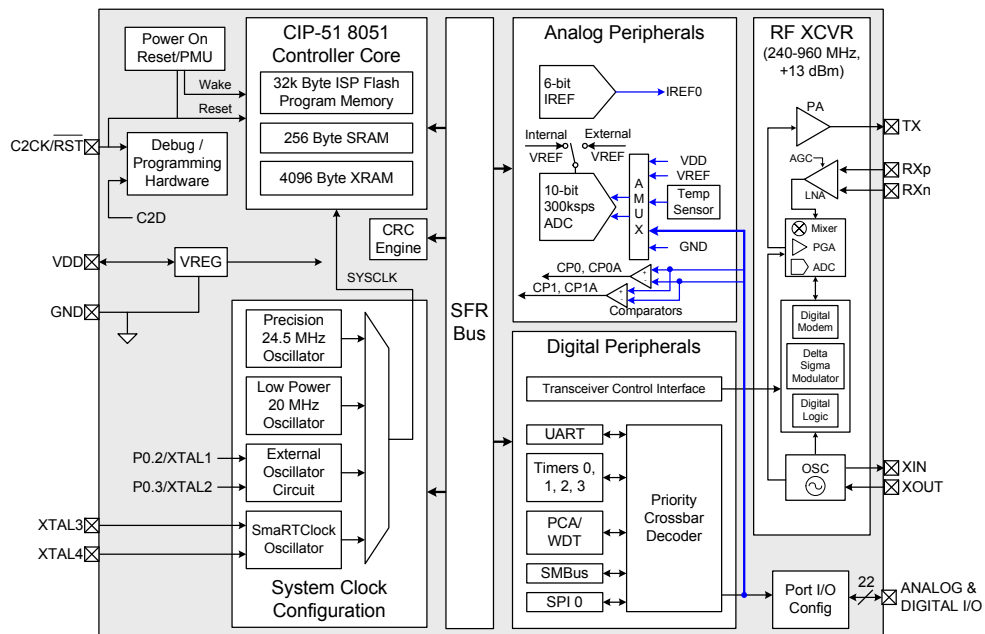 Power On
Reset/PMU
Wake
Reset
C2CK/RST
Debug /
Programming
Hardware
C2D
VDD
VREG
GND
CIP-51 8051
Controller Core
32k Byte ISP Flash
Program Memory
256 Byte SRAM
4096 Byte XRAM
CRC
Engine
SYSCLK
Precision
24.5 MHz
Oscillator
Low Power
20 MHz
Oscillator
P0.2/XTAL1
P0.3/XTAL2
External
Oscillator
Circuit
XTAL3
XTAL4
SmaRTClock
Oscillator
System Clock
Configuration
SFR
Bus
Analog Peripherals
6-bit
IREF
IREF0
Internal
VREF
External
VREF
10-bit
300ksps
ADC
A
M
U
X
VDD
VREF
Temp
Sensor
GND
CP0, CP0A
+
-
CP1, CP1A
+
-
Comparators
Digital Peripherals
Transceiver Control Interface
UART
Timers 0,
1, 2, 3
PCA/
WDT
SMBus
SPI 0
Priority
Crossbar
Decoder
RF XCVR
(240-960 MHz,
+13 dBm)
PA
TX
AGC
LNA
RXp
RXn
Mixer
PGA
ADC
Digital
Modem
Delta
Sigma
Modulator
Digital
Logic
OSC
XIN
XOUT
Port I/O
Config
22
ANALOG &
DIGITAL I/O